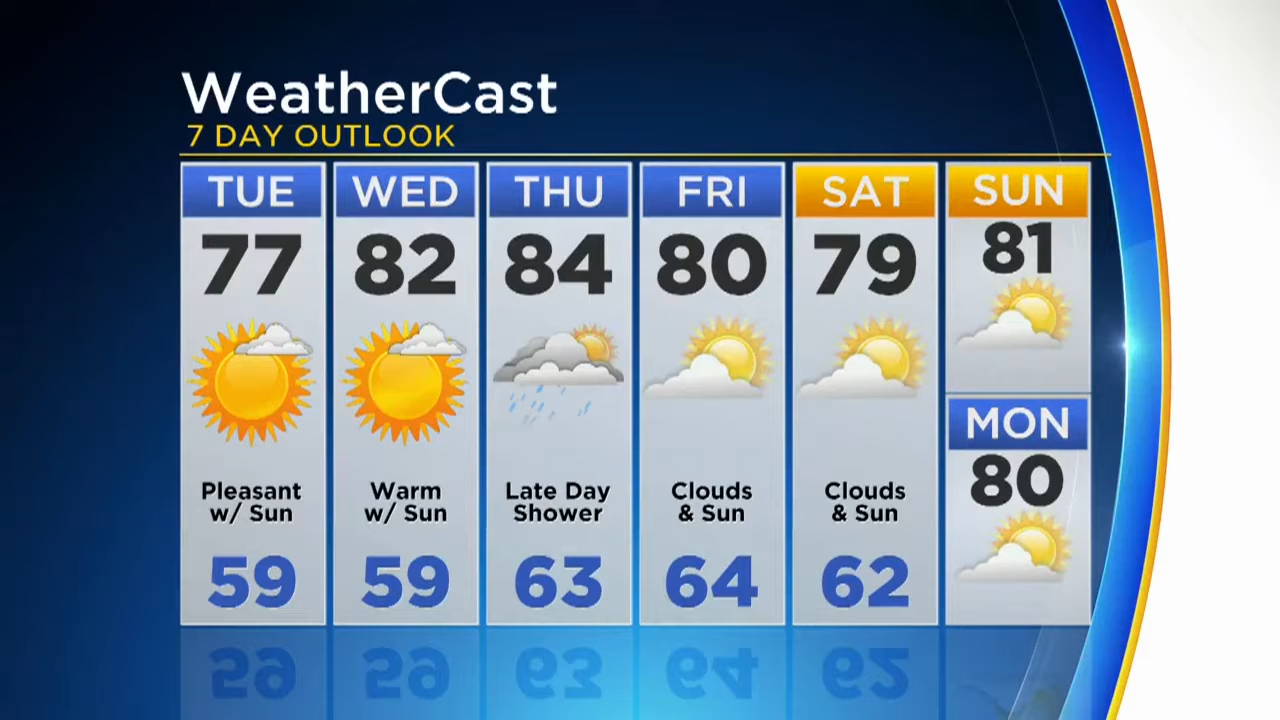 WeatherCast
7 DAY OUTLOOK
TUE
77
Pleasant
w/ Sun
59
WED
82
Warm
w/ Sun
59
THU
84
Late Day
Shower
63
FRI
80
Clouds
& Sun
64
SAT
79
Clouds
& Sun
62
SUN
81
MON
80